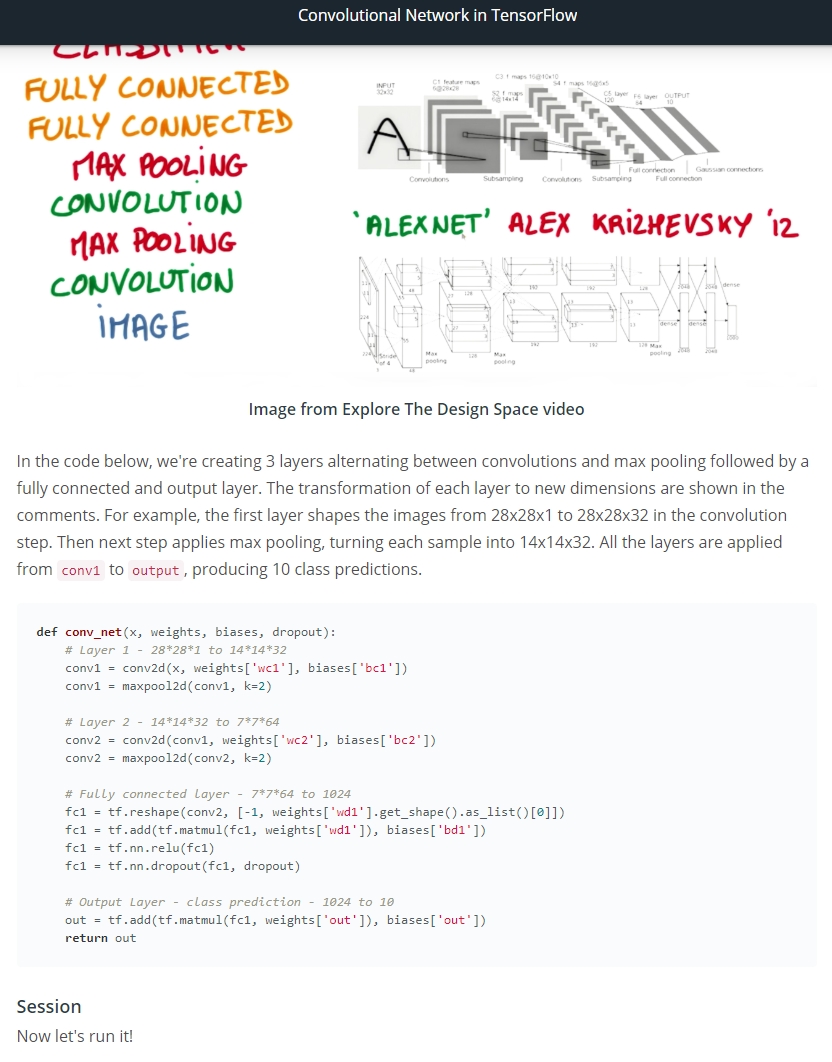 Convolutional Network in TensorFlow
FULLY CONNECTED
FULLY CONNECTED
MAX POOLING
CONVOLUTION
MAX POOLING
CONVOLUTION
IMAGE
INPUT
32x32
C1 feature maps
6@28x28
S2 f maps
6@14x14
C3 f maps 16@10x10
S4 f maps 16@5x5
C5 layer
120
F6 layer
84
OUTPUT
10
Convolutions
Subsampling
Convolutions
Subsampling
Full connection
Full connection
Gaussian connections
'ALEXNET' ALEX KRIZHEVSKY '12
Stride
of 4
Max
pooling
Max
pooling
Max
pooling
dense
dense
dense
Image from Explore The Design Space video
In the code below, we're creating 3 layers alternating between convolutions and max pooling followed by a
fully connected and output layer. The transformation of each layer to new dimensions are shown in the
comments. For example, the first layer shapes the images from 28x28x1 to 28x28x32 in the convolution
step. Then next step applies max pooling, turning each sample into 14x14x32. All the layers are applied
from conv1 to output, producing 10 class predictions.
def conv_net(x, weights, biases, dropout):
    # Layer 1 - 28*28*1 to 14*14*32
    conv1 = conv2d(x, weights['wc1'], biases['bc1'])
    conv1 = maxpool2d(conv1, k=2)
    # Layer 2 - 14*14*32 to 7*7*64
    conv2 = conv2d(conv1, weights['wc2'], biases['bc2'])
    conv2 = maxpool2d(conv2, k=2)
    # Fully connected layer - 7*7*64 to 1024
    fc1 = tf.reshape(conv2, [-1, weights['wd1'].get_shape().as_list()[0]])
    fc1 = tf.add(tf.matmul(fc1, weights['wd1']), biases['bd1'])
    fc1 = tf.nn.relu(fc1)
    fc1 = tf.nn.dropout(fc1, dropout)
    # Output Layer - class prediction - 1024 to 10
    out = tf.add(tf.matmul(fc1, weights['out']), biases['out'])
    return out
Session
Now let's run it!